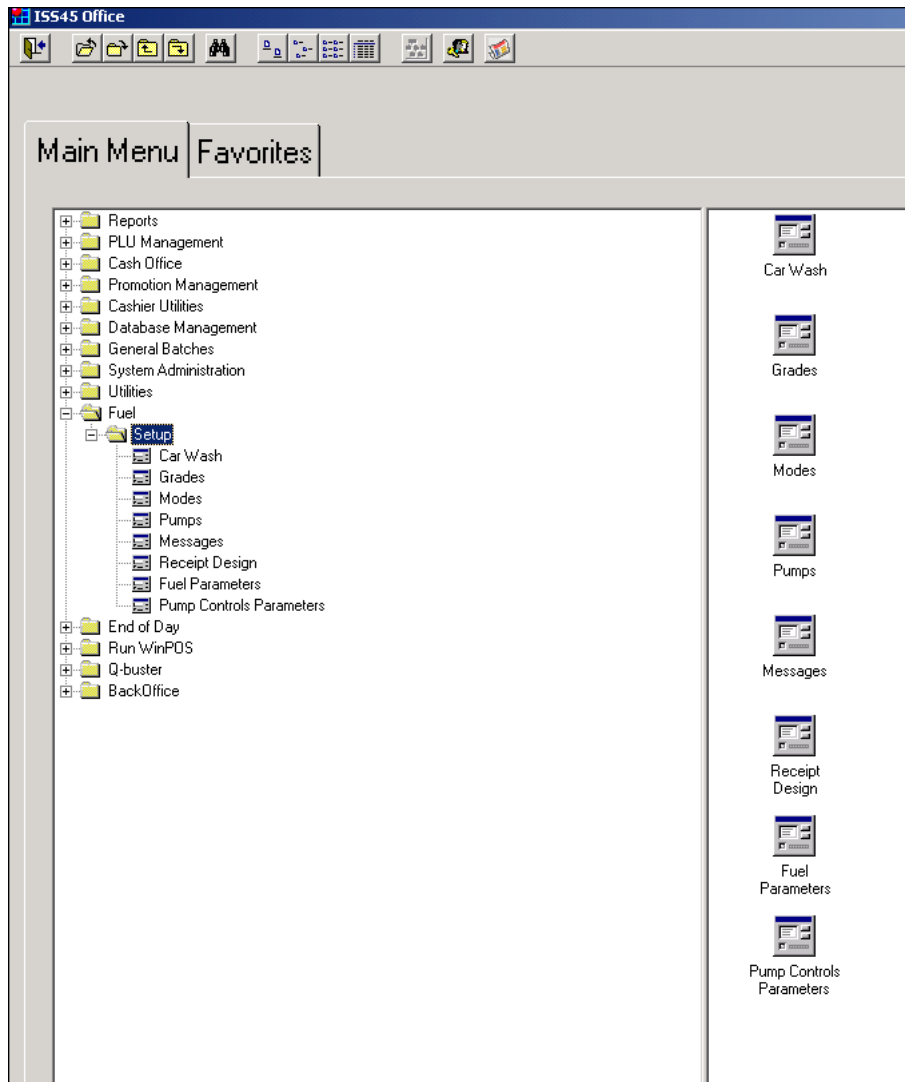 ISS45 Office
Main Menu
Favorites
Reports
PLU Management
Cash Office
Promotion Management
Cashier Utilities
Database Management
General Batches
System Administration
Utilities
Fuel
Setup
Car Wash
Grades
Modes
Pumps
Messages
Receipt Design
Fuel Parameters
Pump Controls Parameters
End of Day
Run WinPOS
Q-buster
BackOffice
Car Wash
Grades
Modes
Pumps
Messages
Receipt
Design
Fuel
Parameters
Pump Controls
Parameters